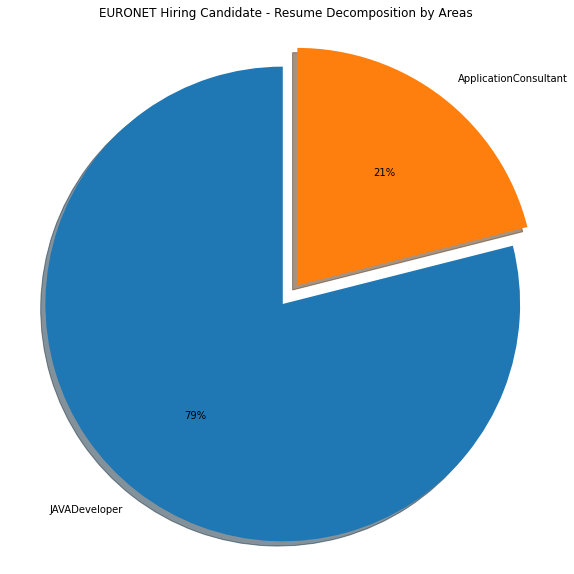 EURONET Hiring Candidate - Resume Decomposition by Areas
ApplicationConsultant
21%
79%
JAVADeveloper